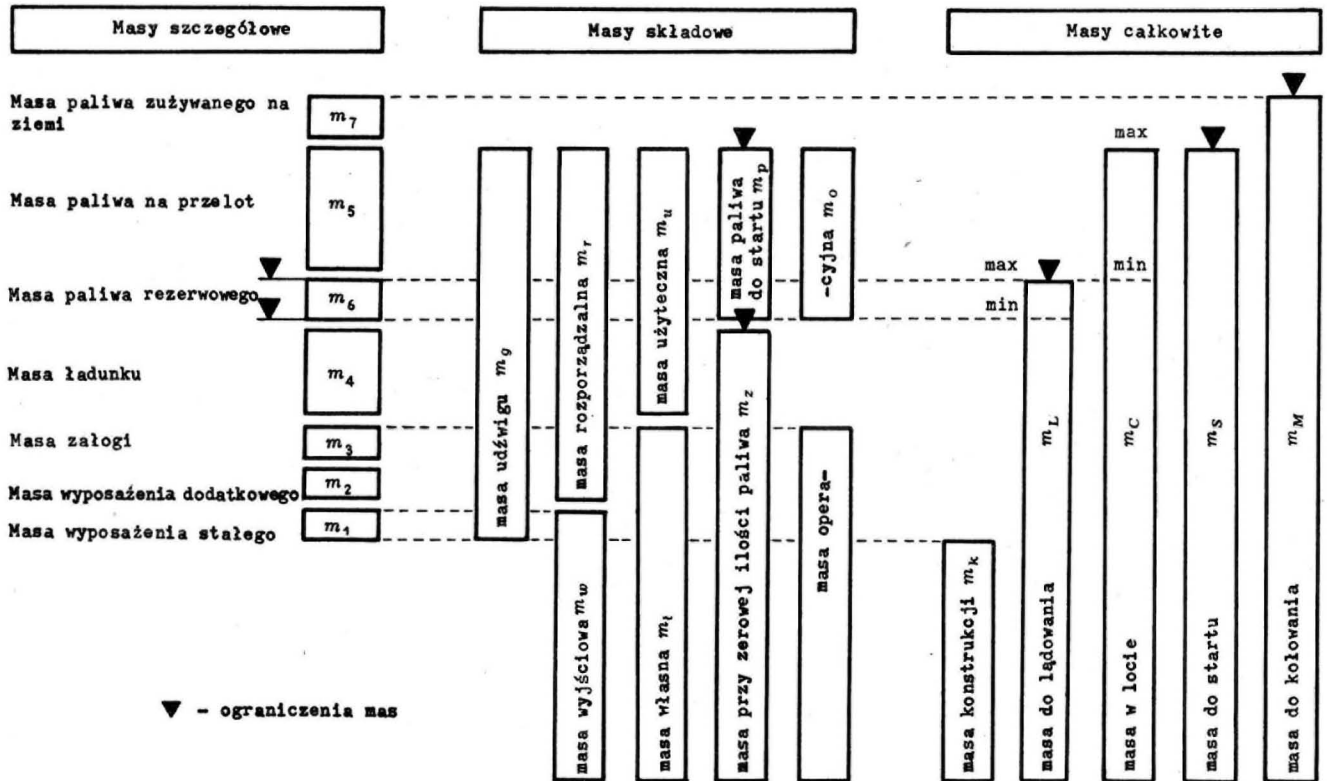 Masy szczegółowe
Masy składowe
Masy całkowite
Masa paliwa zużywanego na
ziemi
m7
Masa paliwa na przelot
m5
Masa paliwa rezerwowego
m6
Masa ładunku
m4
Masa załogi
m3
Masa wyposażenia dodatkowego
m2
Masa wyposażenia stałego
m1
masa udźwigu mg
masa rozporządzalna mr
masa wyjściowa mw
masa użyteczna mu
masa własna mł
masa paliwa
do startu mp
masa przy zerowej ilości paliwa mz
-cyjna mo
masa opera-
masa konstrukcji mk
max
min
masa do lądowania mL
max
min
masa w locie mC
masa do startu mS
masa do kołowania mM
▼ - ograniczenia mas